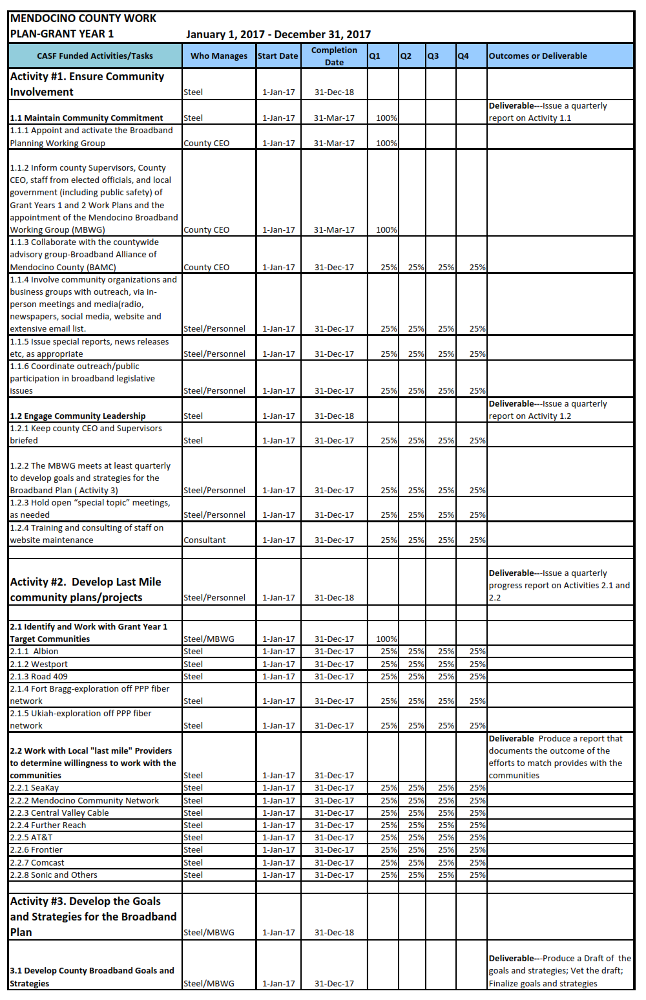 MENDOCINO COUNTY WORK
PLAN-GRANT YEAR 1 January 1, 2017 - December 31, 2017
CASF Funded Activities/Tasks Who Manages Start Date Completion Date Q1 Q2 Q3 Q4 Outcomes or Deliverable
Activity #1. Ensure Community
Involvement Steel 1-Jan-17 31-Dec-18
Deliverable---Issue a quarterly
1.1 Maintain Community Commitment Steel 1-Jan-17 31-Mar-17 100% report on Activity 1.1
1.1.1 Appoint and activate the Broadband
Planning Working Group County CEO 1-Jan-17 31-Mar-17 100%
1.1.2 Inform county Supervisors, County
CEO, staff from elected officials, and local
government (including public safety) of
Grant Years 1 and 2 Work Plans and the
appointment of the Mendocino Broadband
Working Group (MBWG) County CEO 1-Jan-17 31-Mar-17 100%
1.1.3 Collaborate with the countywide
advisory group-Broadband Alliance of
Mendocino County (BAMC) County CEO 1-Jan-17 31-Dec-17 25% 25% 25% 25%
1.1.4 Involve community organizations and
business groups with outreach, via in-
person meetings and media(radio,
newspapers, social media, website and
extensive email list. Steel/Personnel 1-Jan-17 31-Dec-17 25% 25% 25% 25%
1.1.5 Issue special reports, news releases
etc, as appropriate Steel/Personnel 1-Jan-17 31-Dec-17 25% 25% 25% 25%
1.1.6 Coordinate outreach/public
participation in broadband legislative
issues Steel/Personnel 1-Jan-17 31-Dec-17 25% 25% 25% 25%
Deliverable---Issue a quarterly
1.2 Engage Community Leadership Steel 1-Jan-17 31-Dec-18 report on Activity 1.2
1.2.1 Keep county CEO and Supervisors
briefed Steel 1-Jan-17 31-Dec-17 25% 25% 25% 25%
1.2.2 The MBWG meets at least quarterly
to develop goals and strategies for the
Broadband Plan ( Activity 3) Steel/Personnel 1-Jan-17 31-Dec-17 25% 25% 25% 25%
1.2.3 Hold open “special topic” meetings,
as needed Steel/Personnel 1-Jan-17 31-Dec-17 25% 25% 25% 25%
1.2.4 Training and consulting of staff on
website maintenance Consultant 1-Jan-17 31-Dec-17 25% 25% 25% 25%
Deliverable---Issue a quarterly
Activity #2. Develop Last Mile progress report on Activities 2.1 and
community plans/projects Steel/Personnel 1-Jan-17 31-Dec-18 2.2
2.1 Identify and Work with Grant Year 1
Target Communities Steel/MBWG 1-Jan-17 31-Dec-17 100%
2.1.1 Albion Steel 1-Jan-17 31-Dec-17 25% 25% 25% 25%
2.1.2 Westport Steel 1-Jan-17 31-Dec-17 25% 25% 25% 25%
2.1.3 Road 409 Steel 1-Jan-17 31-Dec-17 25% 25% 25% 25%
2.1.4 Fort Bragg-exploration off PPP fiber
network Steel 1-Jan-17 31-Dec-17 25% 25% 25% 25%
2.1.5 Ukiah-exploration off PPP fiber
network Steel 1-Jan-17 31-Dec-17 25% 25% 25% 25%
Deliverable Produce a report that
2.2 Work with Local "last mile" Providers documents the outcome of the
to determine willingness to work with the efforts to match provides with the
communities Steel 1-Jan-17 31-Dec-17 communities
2.2.1 SeaKay Steel 1-Jan-17 31-Dec-17 25% 25% 25% 25%
2.2.2 Mendocino Community Network Steel 1-Jan-17 31-Dec-17 25% 25% 25% 25%
2.2.3 Central Valley Cable Steel 1-Jan-17 31-Dec-17 25% 25% 25% 25%
2.2.4 Further Reach Steel 1-Jan-17 31-Dec-17 25% 25% 25% 25%
2.2.5 AT&T Steel 1-Jan-17 31-Dec-17 25% 25% 25% 25%
2.2.6 Frontier Steel 1-Jan-17 31-Dec-17 25% 25% 25% 25%
2.2.7 Comcast Steel 1-Jan-17 31-Dec-17 25% 25% 25% 25%
2.2.8 Sonic and Others Steel 1-Jan-17 31-Dec-17 25% 25% 25% 25%
Activity #3. Develop the Goals
and Strategies for the Broadband
Plan Steel/MBWG 1-Jan-17 31-Dec-18
Deliverable---Produce a Draft of the
3.1 Develop County Broadband Goals and goals and strategies; Vet the draft;
Strategies Steel/MBWG 1-Jan-17 31-Dec-17 Finalize goals and strategies